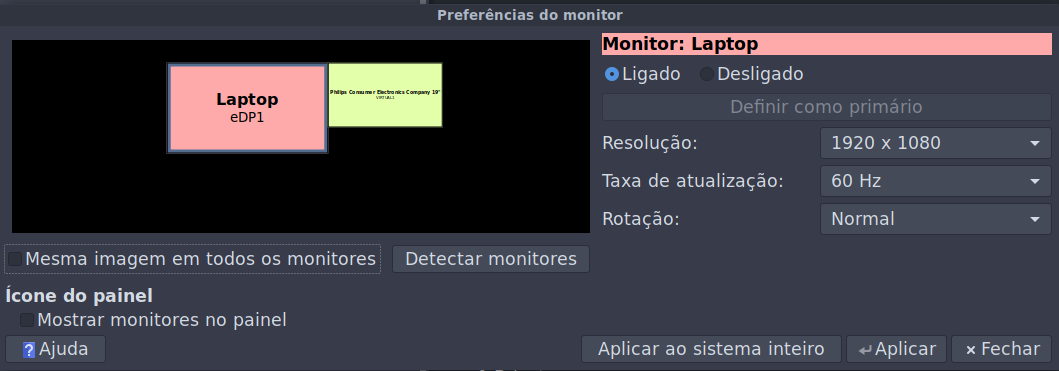 Preferências do monitor
Laptop
eDP1
Philips Consumer Electronics Company 19"
VIRTUAL1
Monitor: Laptop
Ligado
Desligado
Definir como primário
Resolução:
1920 x 1080
Taxa de atualização:
60 Hz
Rotação:
Normal
Mesma imagem em todos os monitores
Detectar monitores
Ícone do painel
Mostrar monitores no painel
Ajuda
Aplicar ao sistema inteiro
Aplicar
Fechar